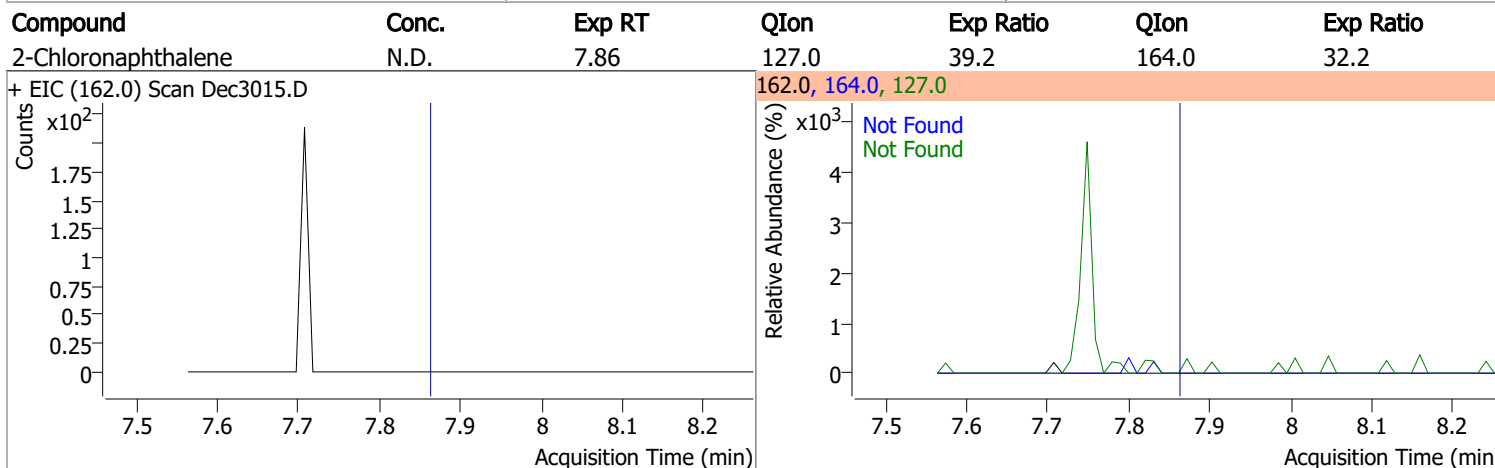 Compound Conc. Exp RT QIon Exp Ratio QIon Exp Ratio
2-Chloronaphthalene N.D. 7.86 127.0 39.2 164.0 32.2
+ EIC (162.0) Scan Dec3015.D
Counts
x10²
1.75
1.5
1.25
1
0.75
0.5
0.25
0
7.5 7.6 7.7 7.8 7.9 8 8.1 8.2
Acquisition Time (min)
162.0, 164.0, 127.0
Relative Abundance (%)
x10³
Not Found
Not Found
4
3
2
1
0
7.5 7.6 7.7 7.8 7.9 8 8.1 8.2
Acquisition Time (min)